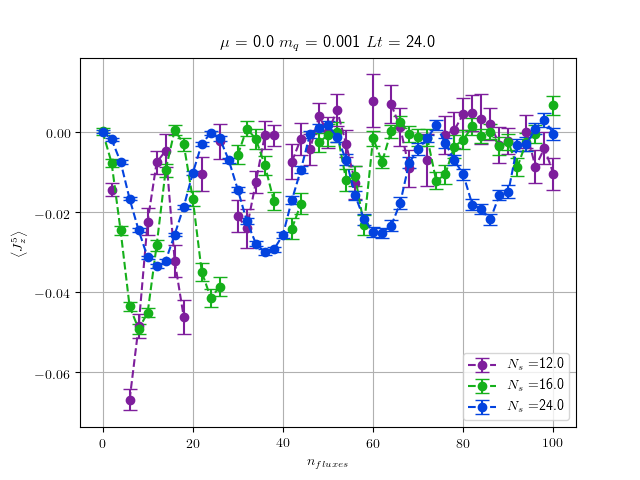 μ = 0.0 m_q = 0.001 Lt = 24.0
0.00
−0.02
−0.04
−0.06
⟨J_z^5⟩
0 20 40 60 80 100
n_fluxes
N_s =12.0
N_s =16.0
N_s =24.0